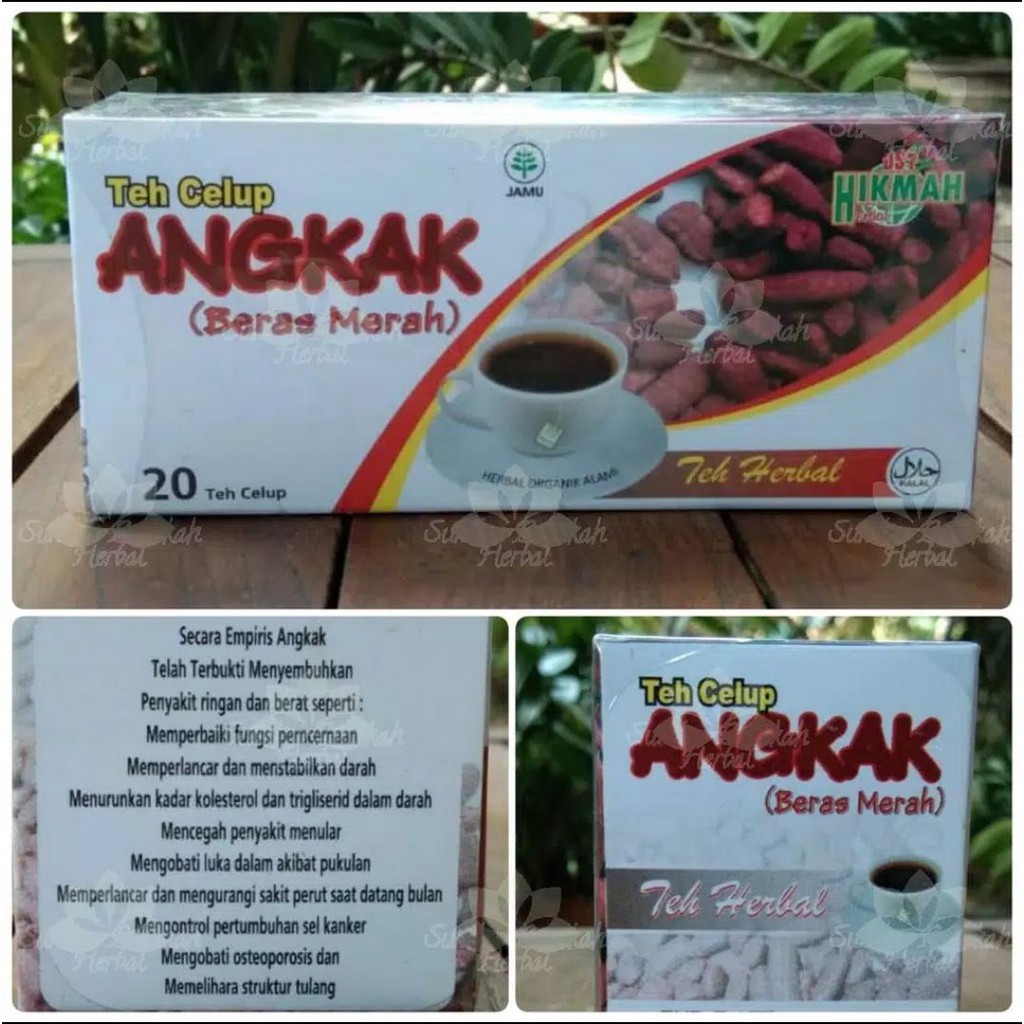 Teh Celup
ANGKAK
(Beras Merah)
JAMU
HIKMAH
HERBAL ORGANIK ALAMI
Teh Herbal
حلال
HALAL
20 Teh Celup
Secara Empiris Angkak
Telah Terbukti Menyembuhkan
Penyakit ringan dan berat seperti :
Memperbaiki fungsi perncernaan
Memperlancar dan menstabilkan darah
Menurunkan kadar kolesterol dan trigliserid dalam darah
Mencegah penyakit menular
Mengobati luka dalam akibat pukulan
Memperlancar dan mengurangi sakit perut saat datang bulan
Mengontrol pertumbuhan sel kanker
Mengobati osteoporosis dan
Memelihara struktur tulang
Teh Celup
ANGKAK
(Beras Merah)
Teh Herbal